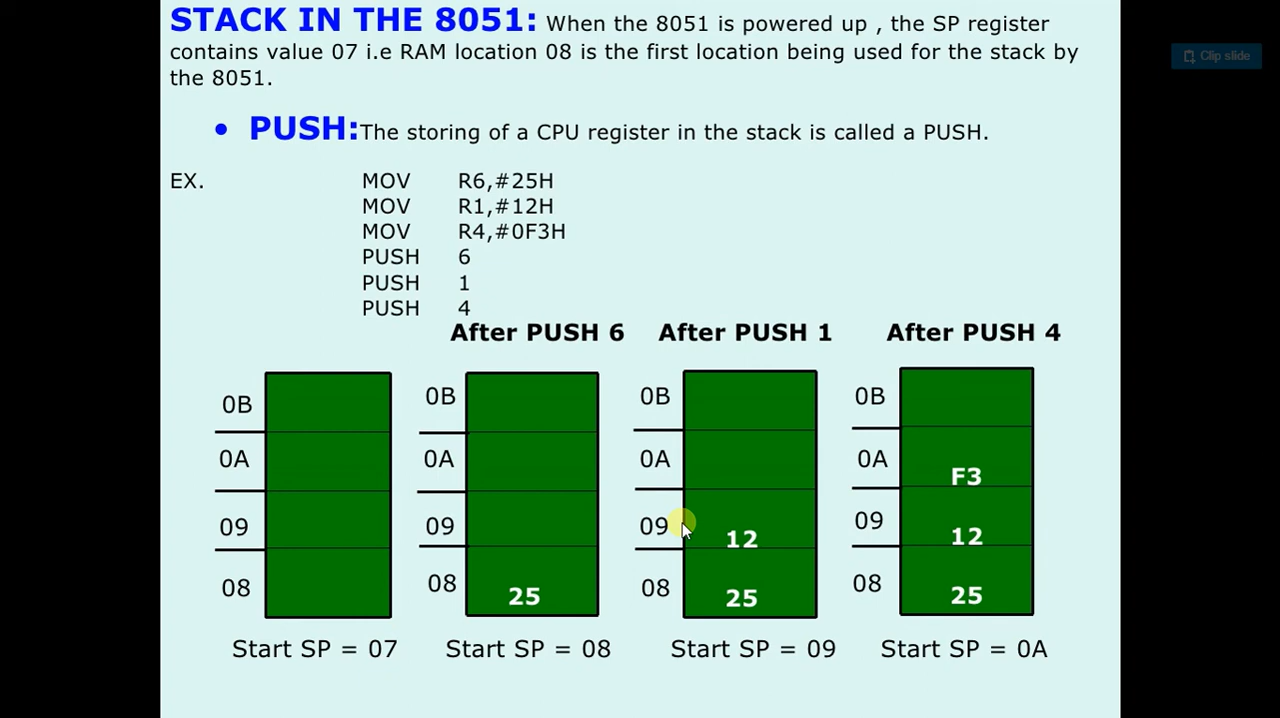 STACK IN THE 8051: When the 8051 is powered up , the SP register
contains value 07 i.e RAM location 08 is the first location being used for the stack by
the 8051.
Clip slide
• PUSH:The storing of a CPU register in the stack is called a PUSH.
EX. MOV R6,#25H
MOV R1,#12H
MOV R4,#0F3H
PUSH 6
PUSH 1
PUSH 4
After PUSH 6 After PUSH 1 After PUSH 4
0B 0B 0B 0B
0A 0A 0A 0A F3
09 09 09 12 09 12
08 08 25 08 25 08 25
Start SP = 07 Start SP = 08 Start SP = 09 Start SP = 0A